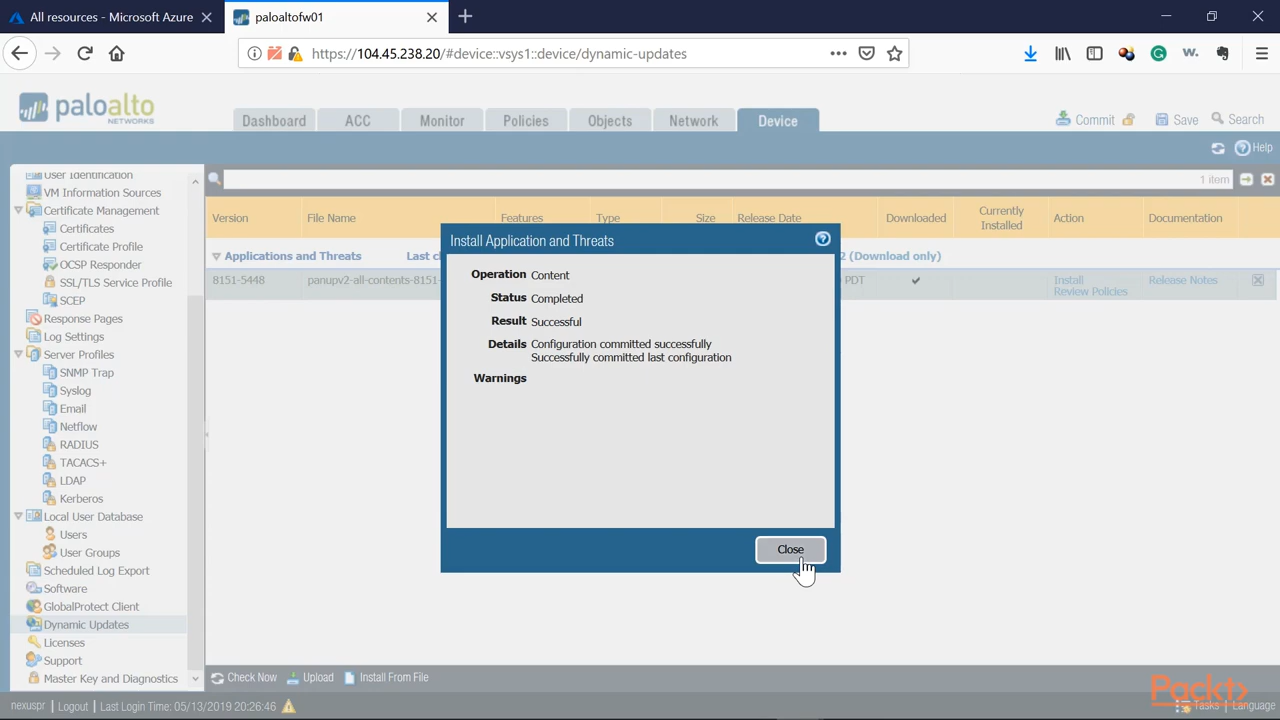 All resources - Microsoft Azure
paloaltofw01
https://104.45.238.20/#device::vsys1::device/dynamic-updates
paloalto
NETWORKS
Dashboard
ACC
Monitor
Policies
Objects
Network
Device
Commit
Save
Search
Help
User Identification
VM Information Sources
Certificate Management
Certificates
Certificate Profile
OCSP Responder
SSL/TLS Service Profile
SCEP
Response Pages
Log Settings
Server Profiles
SNMP Trap
Syslog
Email
Netflow
RADIUS
TACACS+
LDAP
Kerberos
Local User Database
Users
User Groups
Scheduled Log Export
Software
GlobalProtect Client
Dynamic Updates
Licenses
Support
Master Key and Diagnostics
1 item
Version
File Name
Features
Type
Size
Release Date
Downloaded
Currently
Installed
Action
Documentation
Applications and Threats
Last
2 (Download only)
8151-5448
panupv2-all-contents-8151-
PDT
Install
Review Policies
Release Notes
Install Application and Threats
Operation Content
Status Completed
Result Successful
Details Configuration committed successfully
Successfully committed last configuration
Warnings
Close
Check Now
Upload
Install From File
nexuspr
Logout
Last Login Time: 05/13/2019 20:26:46
Tasks
Language
Packt